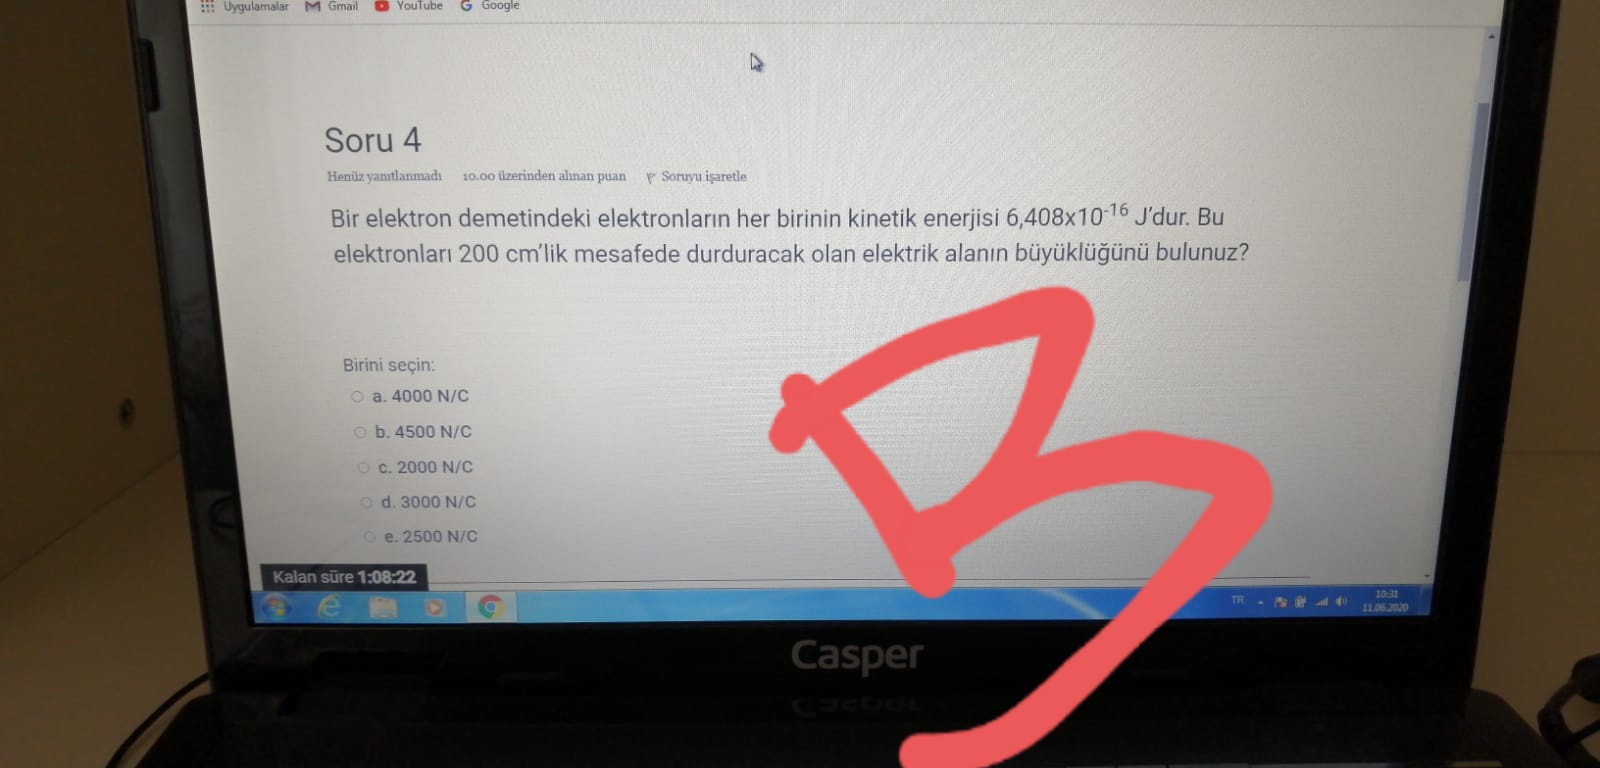 Uygulamalar Gmail YouTube Google
Soru 4
Henüz yanıtlanmadı 10.00 üzerinden alınan puan Soruyu işaretle
Bir elektron demetindeki elektronların her birinin kinetik enerjisi 6,408x10⁻¹⁶ J'dur. Bu
elektronları 200 cm'lik mesafede durduracak olan elektrik alanın büyüklüğünü bulunuz?
Birini seçin:
a. 4000 N/C
b. 4500 N/C
c. 2000 N/C
d. 3000 N/C
e. 2500 N/C
Kalan süre 1:08:22
TR 10:31
11.06.2020
Casper